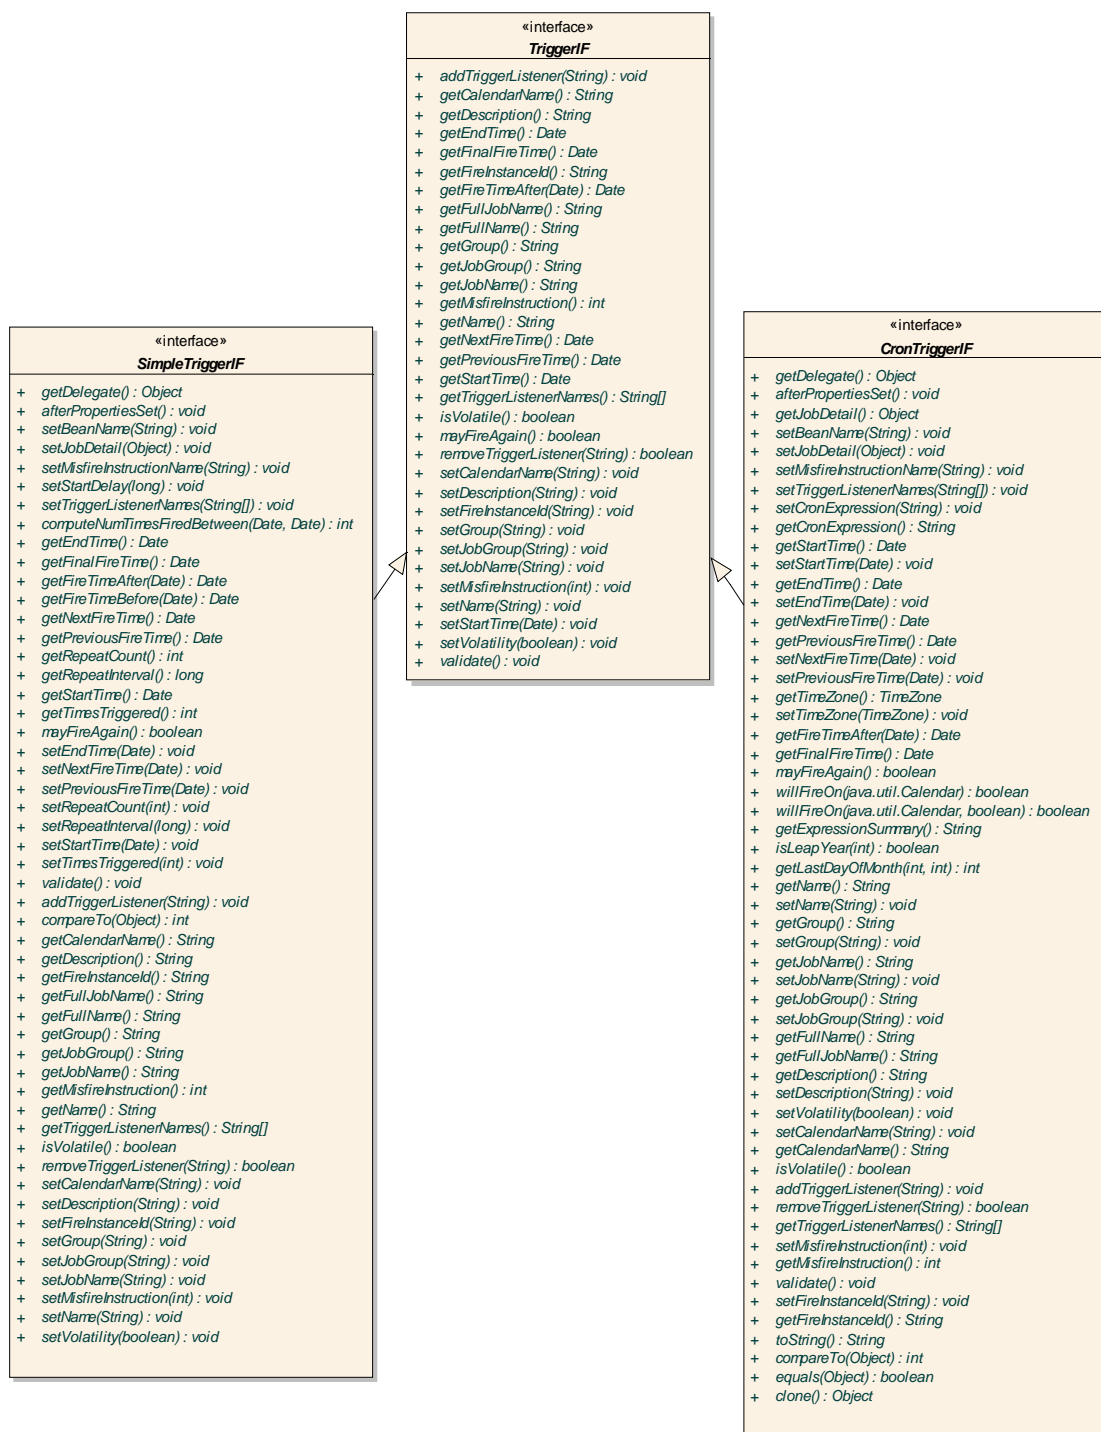 «interface»
TriggerIF
+ addTriggerListener(String) : void
+ getCalendarName() : String
+ getDescription() : String
+ getEndTime() : Date
+ getFinalFireTime() : Date
+ getFireInstanceId() : String
+ getFireTimeAfter(Date) : Date
+ getFullJobName() : String
+ getFullName() : String
+ getGroup() : String
+ getJobGroup() : String
+ getJobName() : String
+ getMisfireInstruction() : int
+ getName() : String
+ getNextFireTime() : Date
+ getPreviousFireTime() : Date
+ getStartTime() : Date
+ getTriggerListenerNames() : String[]
+ isVolatile() : boolean
+ mayFireAgain() : boolean
+ removeTriggerListener(String) : boolean
+ setCalendarName(String) : void
+ setDescription(String) : void
+ setFireInstanceId(String) : void
+ setGroup(String) : void
+ setJobGroup(String) : void
+ setJobName(String) : void
+ setMisfireInstruction(int) : void
+ setName(String) : void
+ setStartTime(Date) : void
+ setVolatility(boolean) : void
+ validate() : void
«interface»
SimpleTriggerIF
+ getDelegate() : Object
+ afterPropertiesSet() : void
+ setBeanName(String) : void
+ setJobDetail(Object) : void
+ setMisfireInstructionName(String) : void
+ setStartDelay(long) : void
+ setTriggerListenerNames(String[]) : void
+ computeNumTimesFiredBetween(Date, Date) : int
+ getEndTime() : Date
+ getFinalFireTime() : Date
+ getFireTimeAfter(Date) : Date
+ getFireTimeBefore(Date) : Date
+ getNextFireTime() : Date
+ getPreviousFireTime() : Date
+ getRepeatCount() : int
+ getRepeatInterval() : long
+ getStartTime() : Date
+ getTimesTriggered() : int
+ mayFireAgain() : boolean
+ setEndTime(Date) : void
+ setNextFireTime(Date) : void
+ setPreviousFireTime(Date) : void
+ setRepeatCount(int) : void
+ setRepeatInterval(long) : void
+ setStartTime(Date) : void
+ setTimesTriggered(int) : void
+ validate() : void
+ addTriggerListener(String) : void
+ compareTo(Object) : int
+ getCalendarName() : String
+ getDescription() : String
+ getFireInstanceId() : String
+ getFullJobName() : String
+ getFullName() : String
+ getGroup() : String
+ getJobGroup() : String
+ getJobName() : String
+ getMisfireInstruction() : int
+ getName() : String
+ getTriggerListenerNames() : String[]
+ isVolatile() : boolean
+ removeTriggerListener(String) : boolean
+ setCalendarName(String) : void
+ setDescription(String) : void
+ setFireInstanceId(String) : void
+ setGroup(String) : void
+ setJobGroup(String) : void
+ setJobName(String) : void
+ setMisfireInstruction(int) : void
+ setName(String) : void
+ setVolatility(boolean) : void
«interface»
CronTriggerIF
+ getDelegate() : Object
+ afterPropertiesSet() : void
+ getJobDetail() : Object
+ setBeanName(String) : void
+ setJobDetail(Object) : void
+ setMisfireInstructionName(String) : void
+ setTriggerListenerNames(String[]) : void
+ setCronExpression(String) : void
+ getCronExpression() : String
+ getStartTime() : Date
+ setStartTime(Date) : void
+ getEndTime() : Date
+ setEndTime(Date) : void
+ getNextFireTime() : Date
+ getPreviousFireTime() : Date
+ setNextFireTime(Date) : void
+ setPreviousFireTime(Date) : void
+ getTimeZone() : TimeZone
+ setTimeZone(TimeZone) : void
+ getFireTimeAfter(Date) : Date
+ getFinalFireTime() : Date
+ mayFireAgain() : boolean
+ willFireOn(java.util.Calendar) : boolean
+ willFireOn(java.util.Calendar, boolean) : boolean
+ getExpressionSummary() : String
+ isLeapYear(int) : boolean
+ getLastDayOfMonth(int, int) : int
+ getName() : String
+ setName(String) : void
+ getGroup() : String
+ setGroup(String) : void
+ getJobName() : String
+ setJobName(String) : void
+ getJobGroup() : String
+ setJobGroup(String) : void
+ getFullName() : String
+ getFullJobName() : String
+ getDescription() : String
+ setDescription(String) : void
+ setVolatility(boolean) : void
+ setCalendarName(String) : void
+ getCalendarName() : String
+ isVolatile() : boolean
+ addTriggerListener(String) : void
+ removeTriggerListener(String) : boolean
+ getTriggerListenerNames() : String[]
+ setMisfireInstruction(int) : void
+ getMisfireInstruction() : int
+ validate() : void
+ setFireInstanceId(String) : void
+ getFireInstanceId() : String
+ toString() : String
+ compareTo(Object) : int
+ equals(Object) : boolean
+ clone() : Object